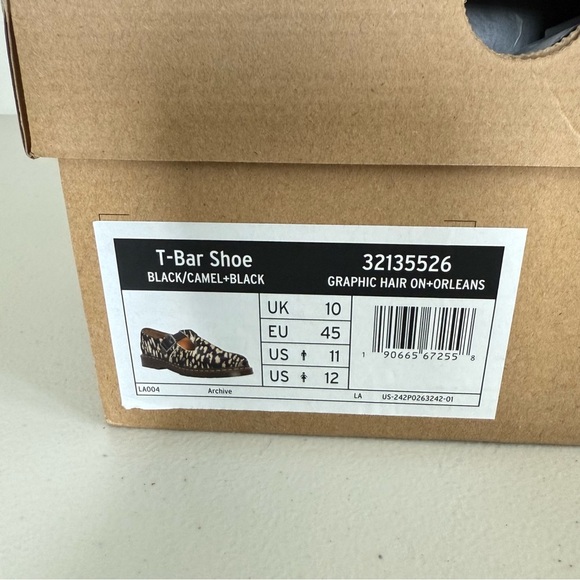 T-Bar Shoe
BLACK/CAMEL+BLACK
32135526
GRAPHIC HAIR ON+ORLEANS
UK 10
EU 45
US 11
US 12
1 90665 67255 8
LA004 Archive LA US-242P0263242-01